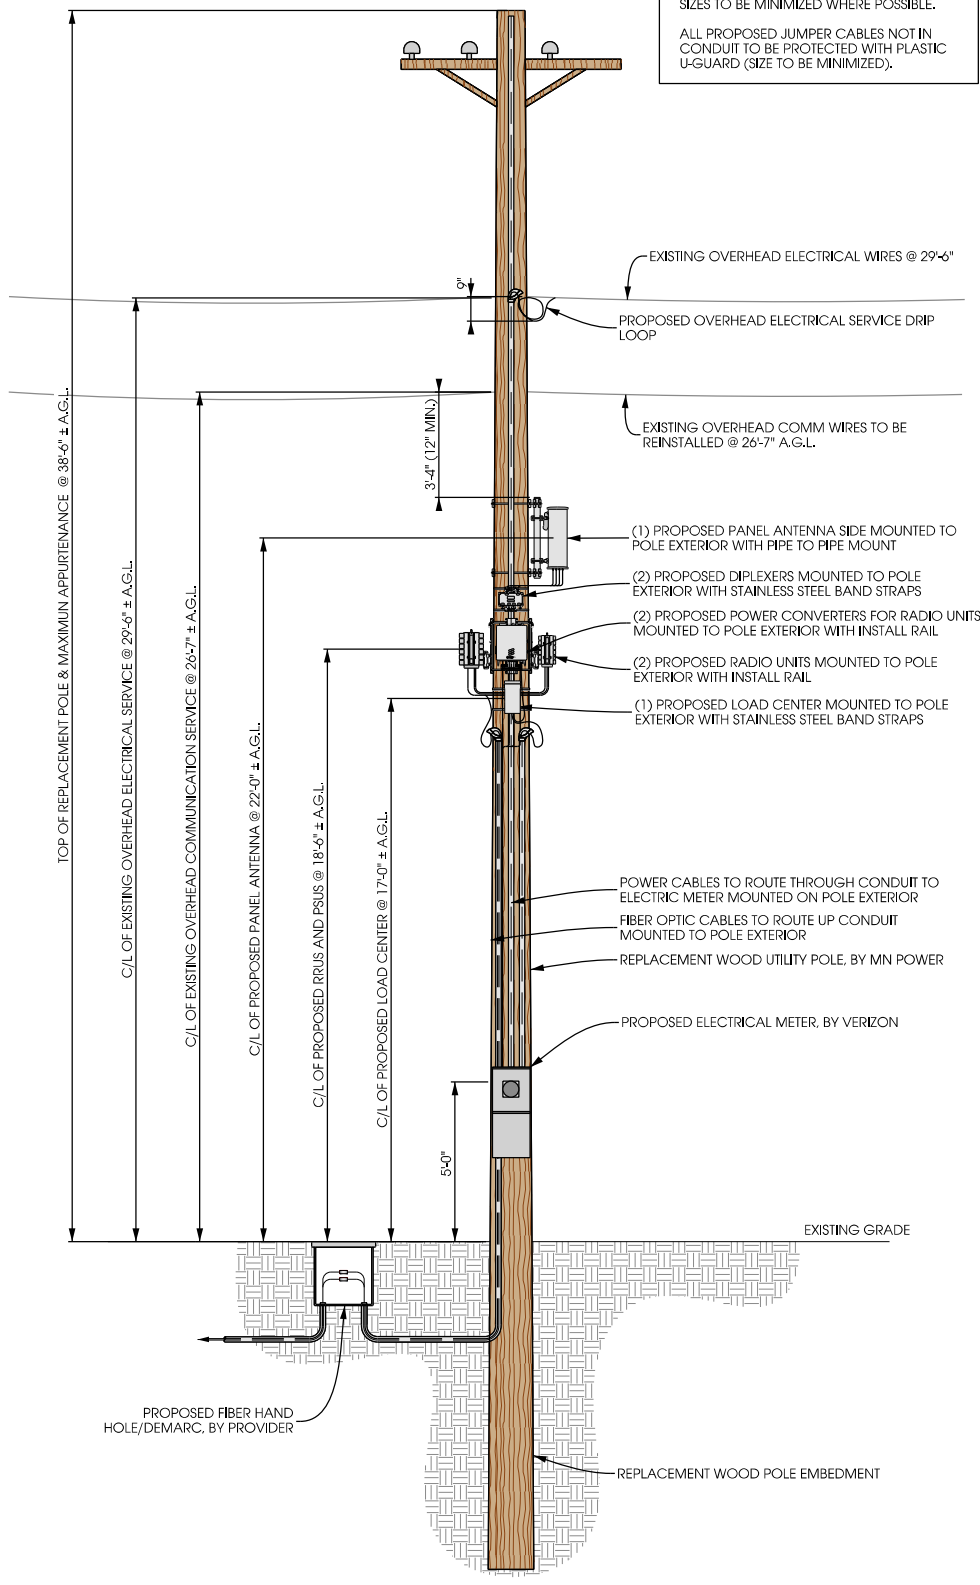 SIZES TO BE MINIMIZED WHERE POSSIBLE.
ALL PROPOSED JUMPER CABLES NOT IN
CONDUIT TO BE PROTECTED WITH PLASTIC
U-GUARD (SIZE TO BE MINIMIZED).
EXISTING OVERHEAD ELECTRICAL WIRES @ 29'-6"
9"
PROPOSED OVERHEAD ELECTRICAL SERVICE DRIP
LOOP
EXISTING OVERHEAD COMM WIRES TO BE
REINSTALLED @ 26'-7" A.G.L.
3'-4" (12" MIN.)
(1) PROPOSED PANEL ANTENNA SIDE MOUNTED TO
POLE EXTERIOR WITH PIPE TO PIPE MOUNT
(2) PROPOSED DIPLEXERS MOUNTED TO POLE
EXTERIOR WITH STAINLESS STEEL BAND STRAPS
(2) PROPOSED POWER CONVERTERS FOR RADIO UNITS
MOUNTED TO POLE EXTERIOR WITH INSTALL RAIL
(2) PROPOSED RADIO UNITS MOUNTED TO POLE
EXTERIOR WITH INSTALL RAIL
(1) PROPOSED LOAD CENTER MOUNTED TO POLE
EXTERIOR WITH STAINLESS STEEL BAND STRAPS
TOP OF REPLACEMENT POLE & MAXIMUN APPURTENANCE @ 38'-6" ± A.G.L.
C/L OF EXISTING OVERHEAD ELECTRICAL SERVICE @ 29'-6" ± A.G.L.
C/L OF EXISTING OVERHEAD COMMUNICATION SERVICE @ 26'-7" ± A.G.L.
C/L OF PROPOSED PANEL ANTENNA @ 22'-0" ± A.G.L.
C/L OF PROPOSED RRUS AND PSUS @ 18'-6" ± A.G.L.
C/L OF PROPOSED LOAD CENTER @ 17'-0" ± A.G.L.
POWER CABLES TO ROUTE THROUGH CONDUIT TO
ELECTRIC METER MOUNTED ON POLE EXTERIOR
FIBER OPTIC CABLES TO ROUTE UP CONDUIT
MOUNTED TO POLE EXTERIOR
REPLACEMENT WOOD UTILITY POLE, BY MN POWER
PROPOSED ELECTRICAL METER, BY VERIZON
5'-0"
EXISTING GRADE
PROPOSED FIBER HAND
HOLE/DEMARC, BY PROVIDER
REPLACEMENT WOOD POLE EMBEDMENT